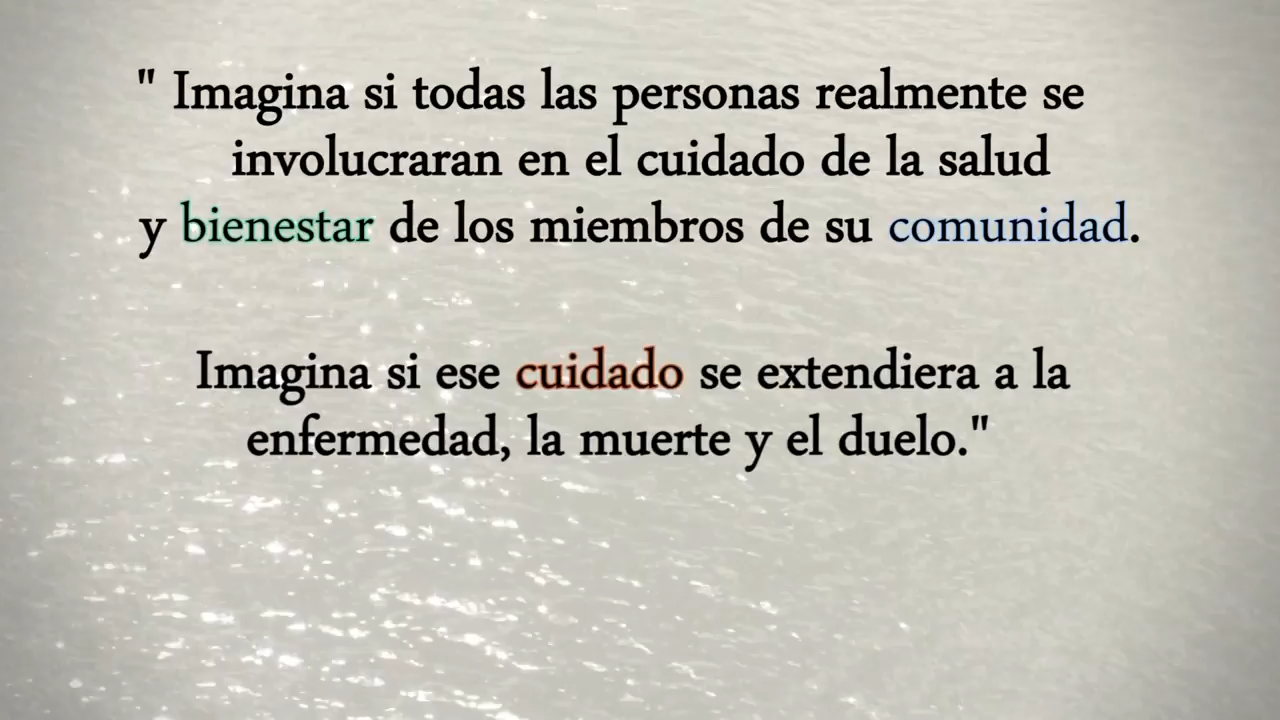 " Imagina si todas las personas realmente se
involucraran en el cuidado de la salud
y bienestar de los miembros de su comunidad.
Imagina si ese cuidado se extendiera a la
enfermedad, la muerte y el duelo."